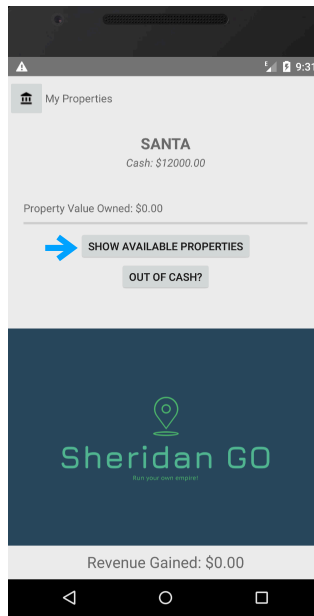 9:31
My Properties
SANTA
Cash: $12000.00
Property Value Owned: $0.00
SHOW AVAILABLE PROPERTIES
OUT OF CASH?
Sheridan GO
Run your own empire!
Revenue Gained: $0.00